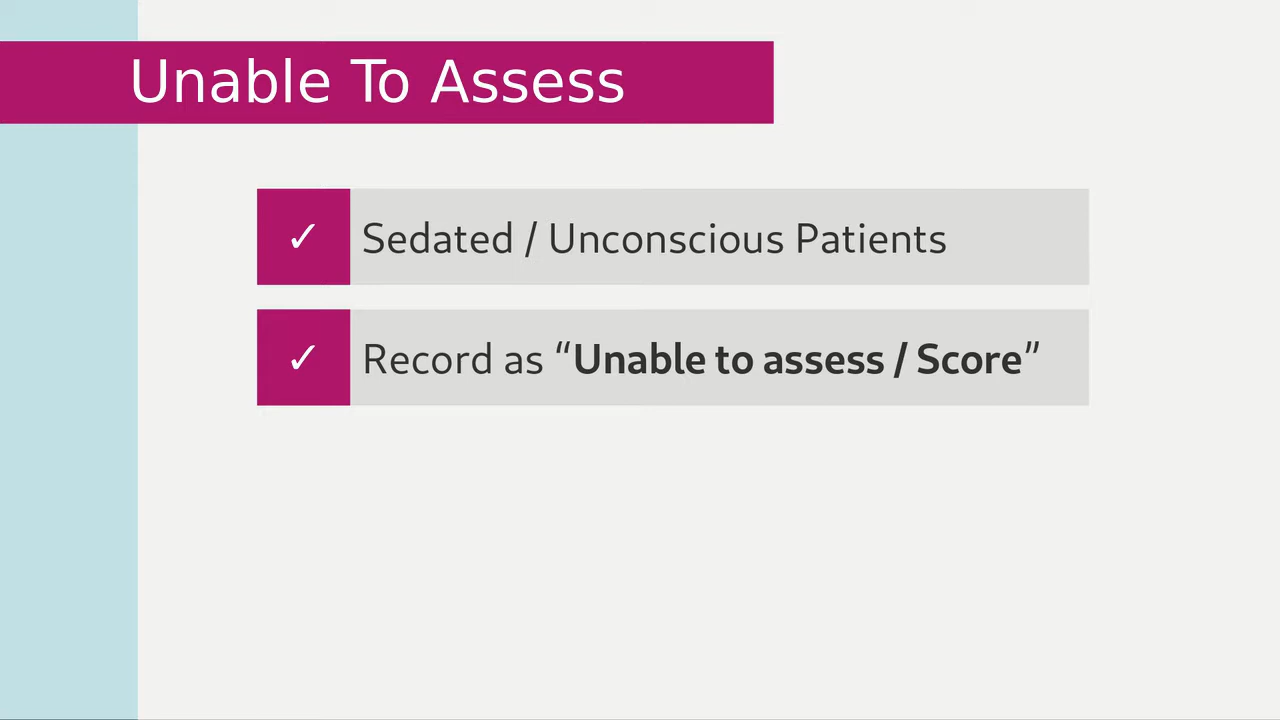 Unable To Assess
✓ Sedated / Unconscious Patients
✓ Record as “Unable to assess / Score”